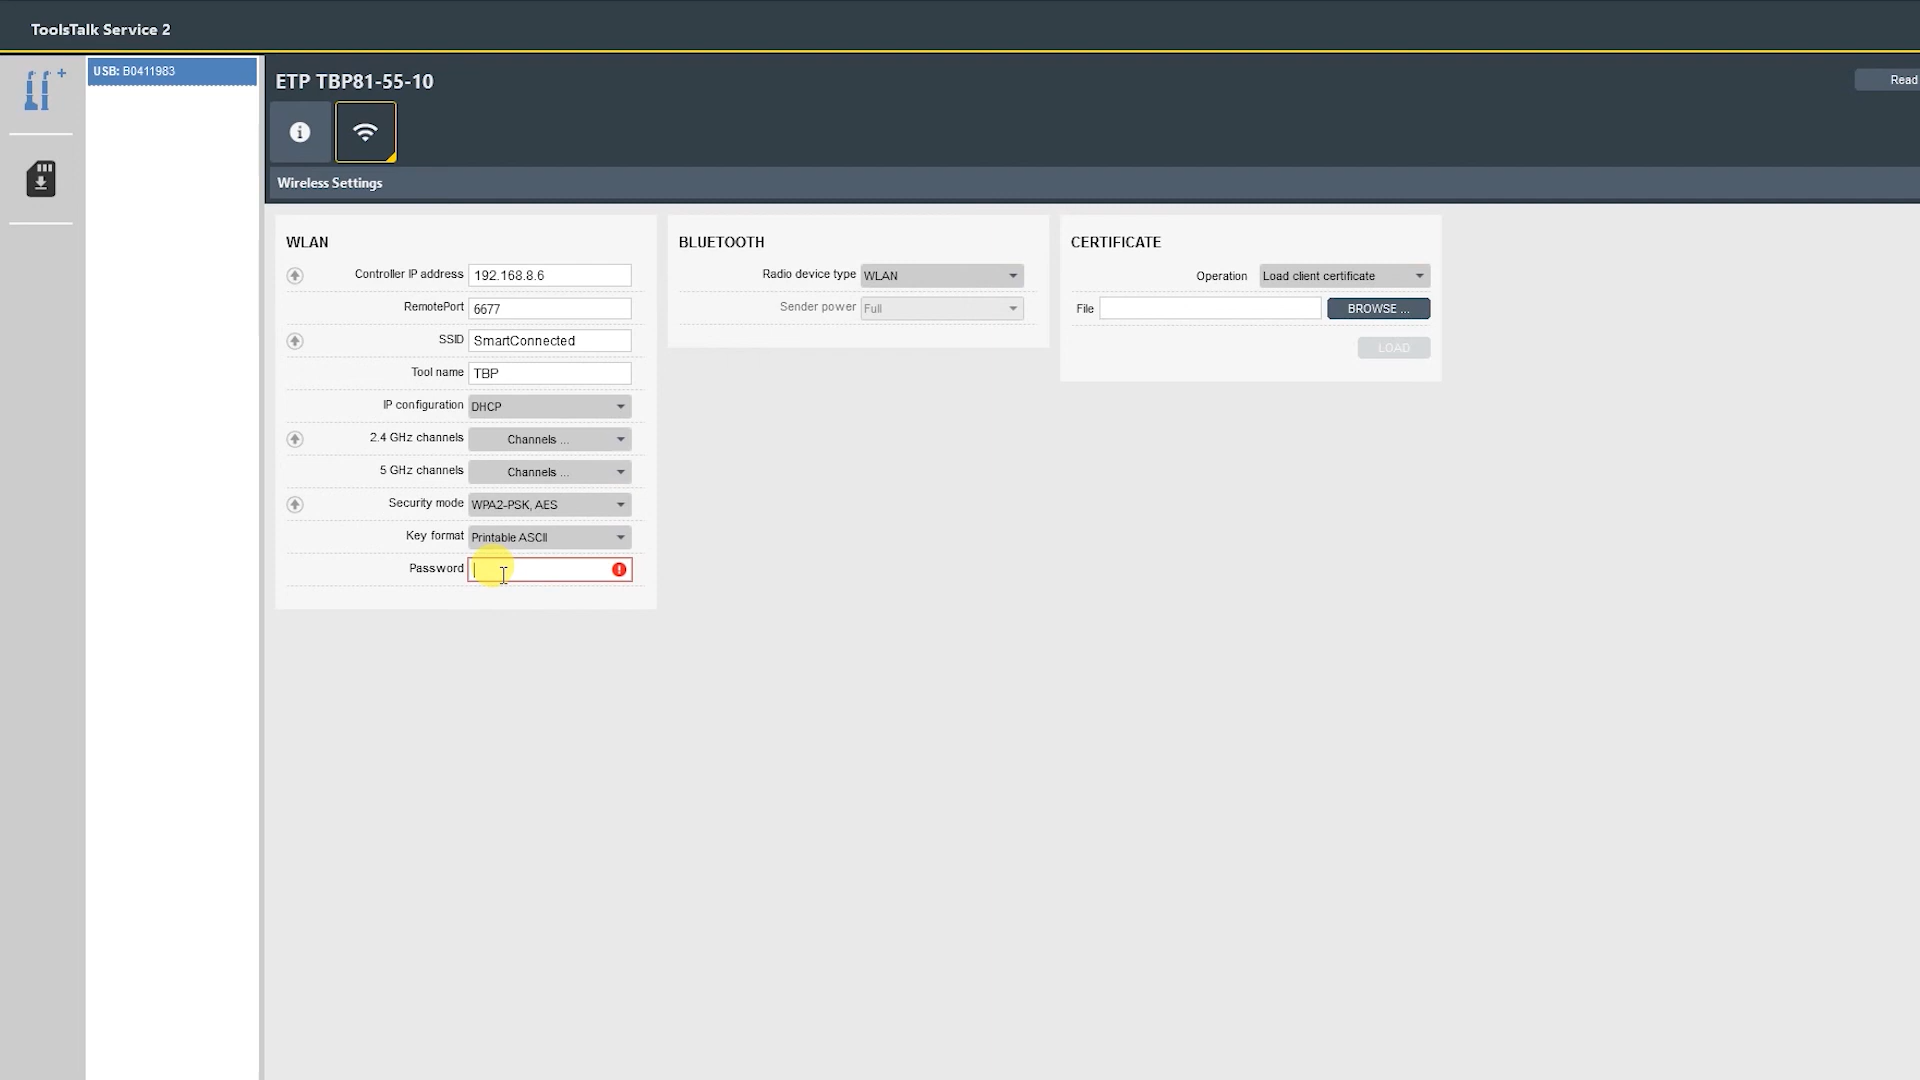 ToolsTalk Service 2
USB: B0411983
ETP TBP81-55-10
Read
Wireless Settings
WLAN
Controller IP address 192.168.8.6
RemotePort 6677
SSID SmartConnected
Tool name TBP
IP configuration DHCP
2.4 GHz channels Channels ...
5 GHz channels Channels ...
Security mode WPA2-PSK, AES
Key format Printable ASCII
Password
BLUETOOTH
Radio device type WLAN
Sender power Full
CERTIFICATE
Operation Load client certificate
File BROWSE ...
LOAD